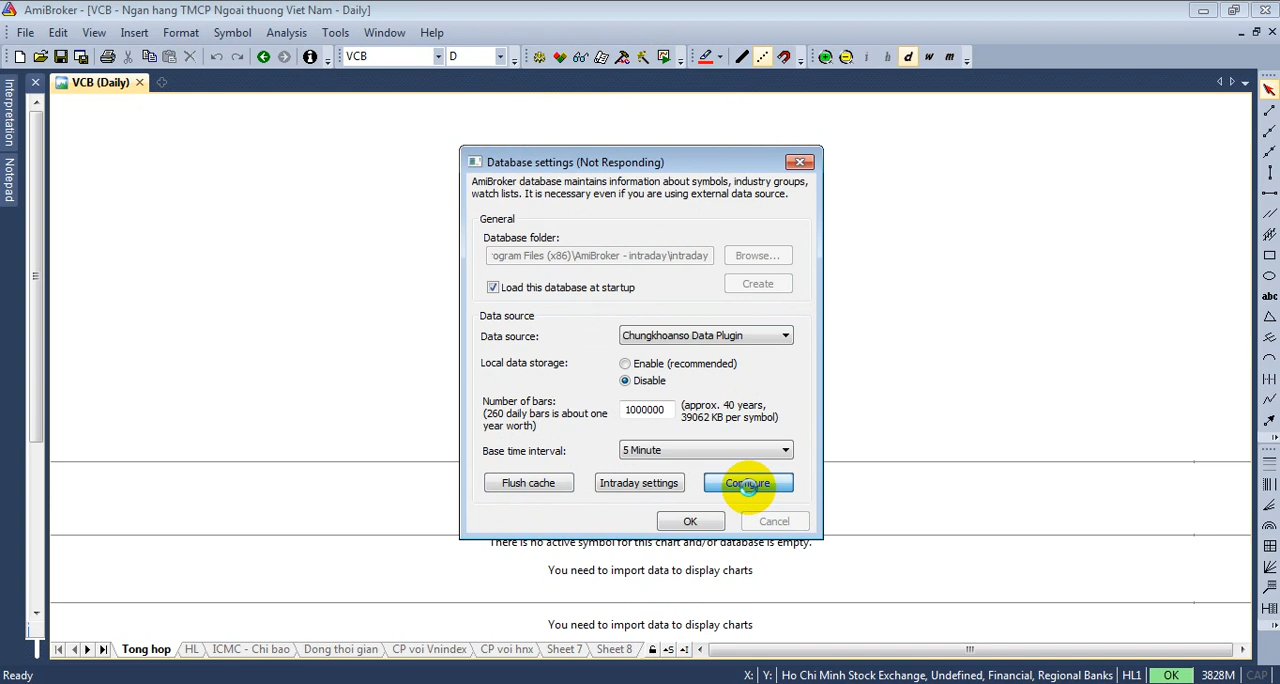 AmiBroker - [VCB - Ngan hang TMCP Ngoai thuong Viet Nam - Daily]
File Edit View Insert Format Symbol Analysis Tools Window Help
VCB D i h d w m
VCB (Daily)
Interpretation
Notepad
Database settings (Not Responding)
AmiBroker database maintains information about symbols, industry groups,
watch lists. It is necessary even if you are using external data source.
General
Database folder:
rogram Files (x86)\AmiBroker - intraday\intraday Browse...
Load this database at startup Create
Data source
Data source: Chungkhoanso Data Plugin
Local data storage: Enable (recommended)
Disable
Number of bars:
(260 daily bars is about one
year worth)
1000000
(approx. 40 years,
39062 KB per symbol)
Base time interval: 5 Minute
Flush cache Intraday settings Configure
OK Cancel
There is no active symbol for this chart and/or database is empty.
You need to import data to display charts
You need to import data to display charts
abc
Tong hop HL ICMC - Chi bao Dong thoi gian CP voi Vnindex CP voi hnx Sheet 7 Sheet 8
Ready X: Y: Ho Chi Minh Stock Exchange, Undefined, Financial, Regional Banks HL1 OK 3828M CAP